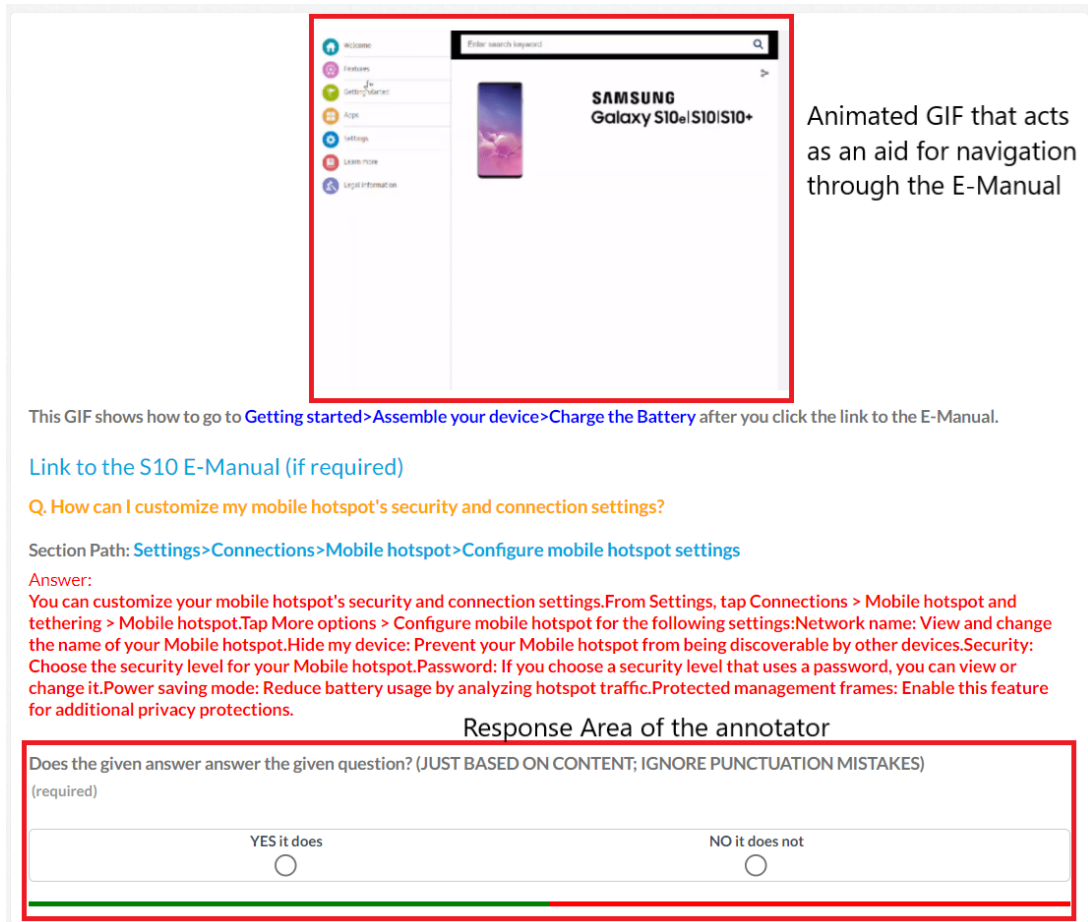 Welcome
Enter search keyword
Features
Getting started
SAMSUNG
Galaxy S10e|S10|S10+
Apps
Settings
Learn more
Legal information
Animated GIF that acts
as an aid for navigation
through the E-Manual
This GIF shows how to go to Getting started>Assemble your device>Charge the Battery after you click the link to the E-Manual.
Link to the S10 E-Manual (if required)
Q. How can I customize my mobile hotspot's security and connection settings?
Section Path: Settings>Connections>Mobile hotspot>Configure mobile hotspot settings
Answer:
You can customize your mobile hotspot's security and connection settings.From Settings, tap Connections > Mobile hotspot and
tethering > Mobile hotspot.Tap More options > Configure mobile hotspot for the following settings:Network name: View and change
the name of your Mobile hotspot.Hide my device: Prevent your Mobile hotspot from being discoverable by other devices.Security:
Choose the security level for your Mobile hotspot.Password: If you choose a security level that uses a password, you can view or
change it.Power saving mode: Reduce battery usage by analyzing hotspot traffic.Protected management frames: Enable this feature
for additional privacy protections.
Response Area of the annotator
Does the given answer answer the given question? (JUST BASED ON CONTENT; IGNORE PUNCTUATION MISTAKES)
(required)
YES it does
NO it does not